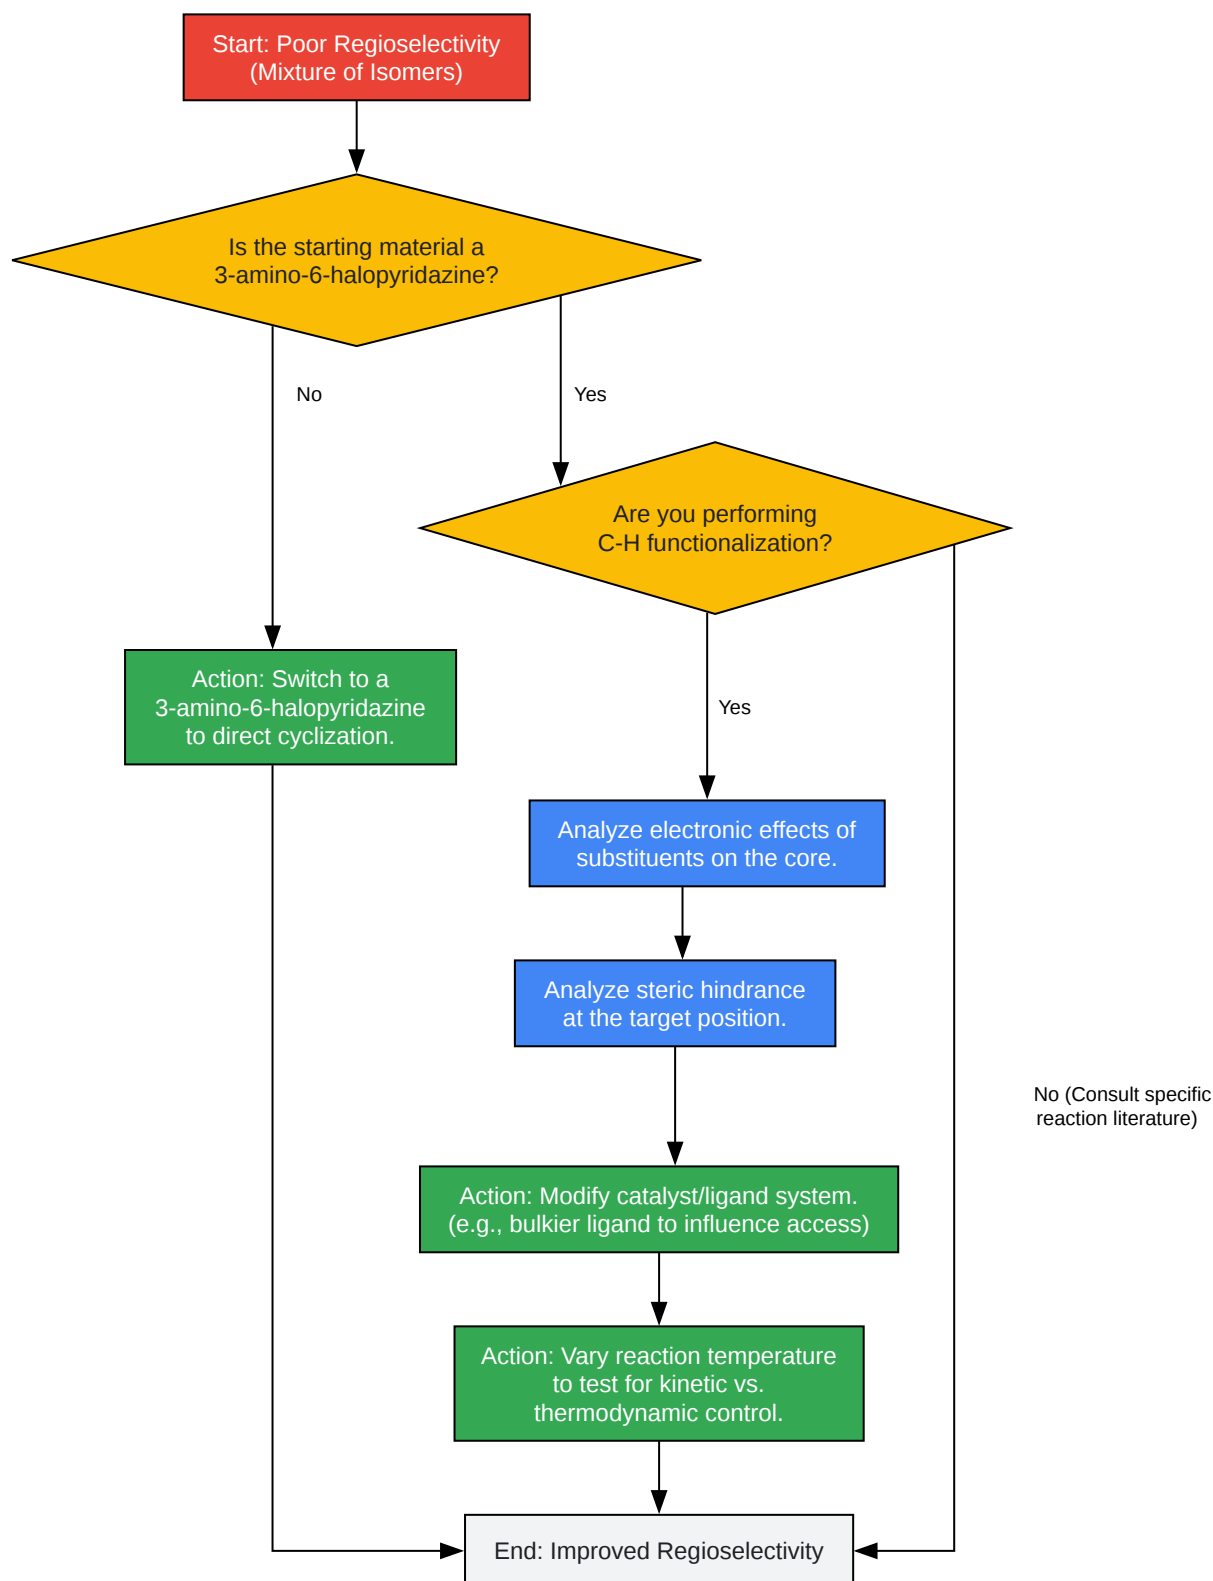 Start: Poor Regioselectivity
(Mixture of Isomers)
Is the starting material a
3-amino-6-halopyridazine?
No
Yes
Are you performing
C-H functionalization?
Action: Switch to a
3-amino-6-halopyridazine
to direct cyclization.
Yes
Analyze electronic effects of
substituents on the core.
Analyze steric hindrance
at the target position.
No (Consult specific
reaction literature)
Action: Modify catalyst/ligand system.
(e.g., bulkier ligand to influence access)
Action: Vary reaction temperature
to test for kinetic vs.
thermodynamic control.
End: Improved Regioselectivity